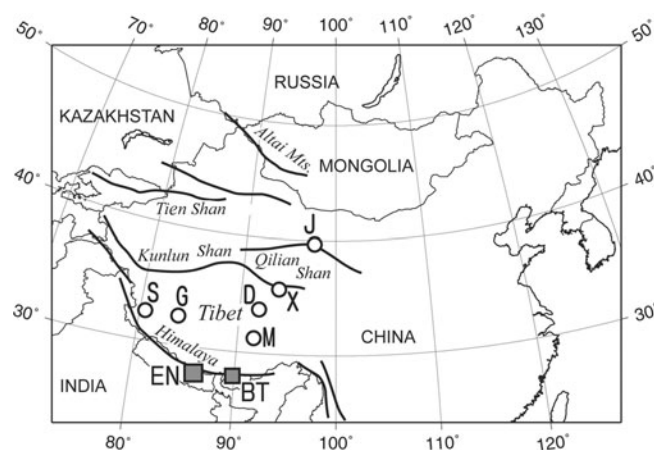 70° 80° 90° 100° 110° 120° 130°
50° 50°
RUSSIA
KAZAKHSTAN
Altai Mts
MONGOLIA
40° 40°
Tien Shan
J
Kunlun Shan Qilian Shan
S G D X
Tibet
30° 30°
M
CHINA
Himalaya
INDIA
EN BT
80° 90° 100° 110° 120°